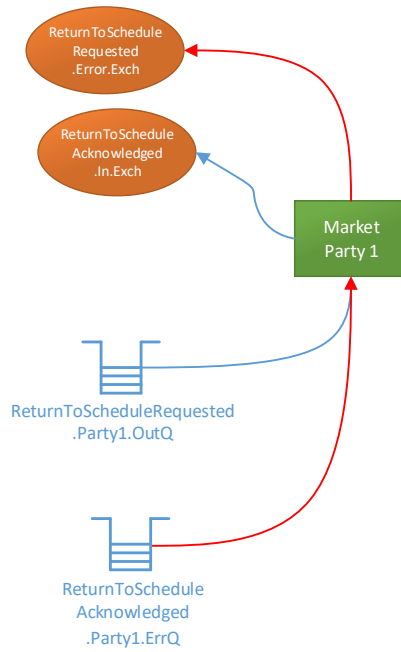 ReturnToSchedule
Requested
.Error.Exch
ReturnToSchedule
Acknowledged
.In.Exch
Market
Party 1
ReturnToScheduleRequested
.Party1.OutQ
ReturnToSchedule
Acknowledged
.Party1.ErrQ